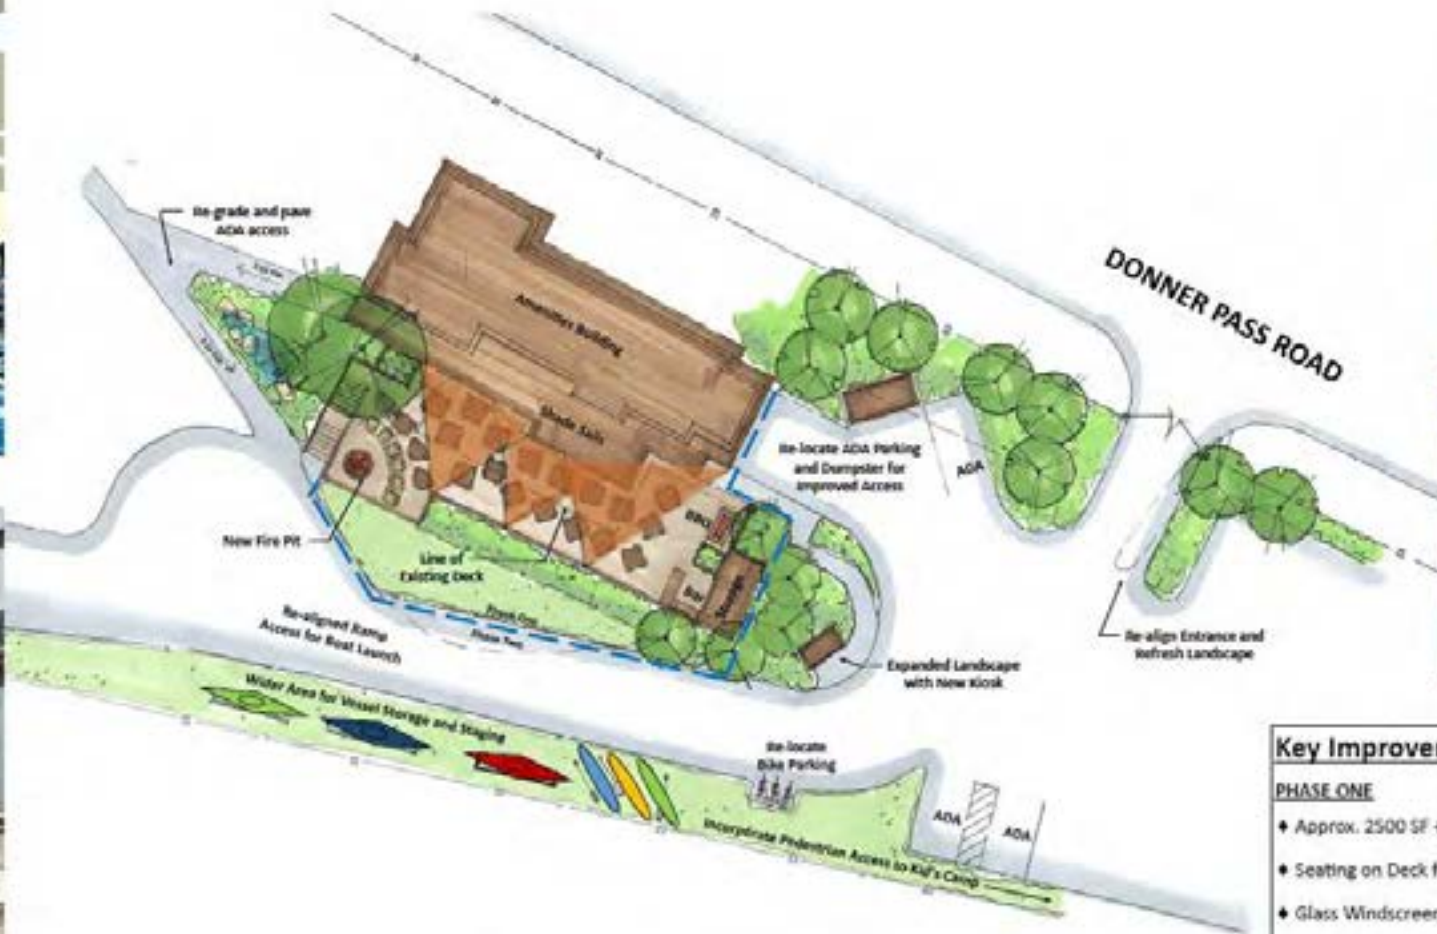 DONNER PASS ROAD
Re-grade and pave
ADA access
Amenities Building
Shade Sails
Re-locate ADA Parking
and Dumpster for
Improved Access
ADA
BBQ
Storage
New Fire Pit
Line of
Existing Deck
Phase One
Phase Two
Re-aligned Ramp
Access for Boat Launch
Expanded Landscape
with New Kiosk
Re-align Entrance and
Refresh Landscape
Wider Area for Vessel Storage and Staging
Re-locate
Bike Parking
Incorporate Pedestrian Access to Kid's Camp
ADA
ADA
Key Improve
PHASE ONE
♦ Approx. 2500 SF
♦ Seating on Deck f
♦ Glass Windscreen